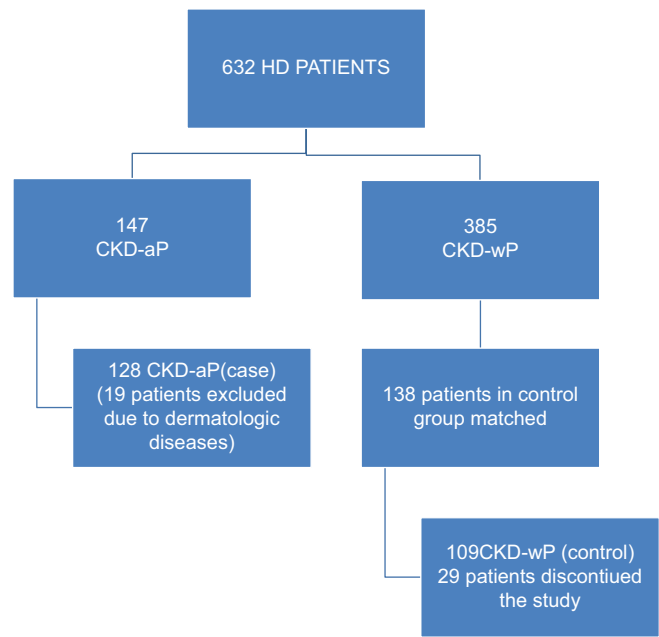 632 HD PATIENTS
147
CKD-aP
385
CKD-wP
128 CKD-aP(case)
(19 patients excluded
due to dermatologic
diseases)
138 patients in control
group matched
109CKD-wP (control)
29 patients discontiued
the study